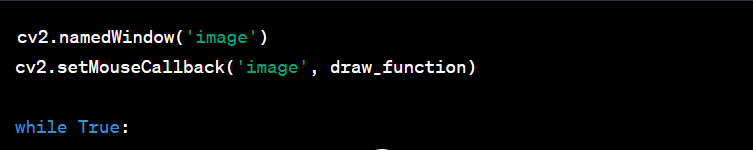 cv2.namedWindow('image')
cv2.setMouseCallback('image', draw_function)
while True: